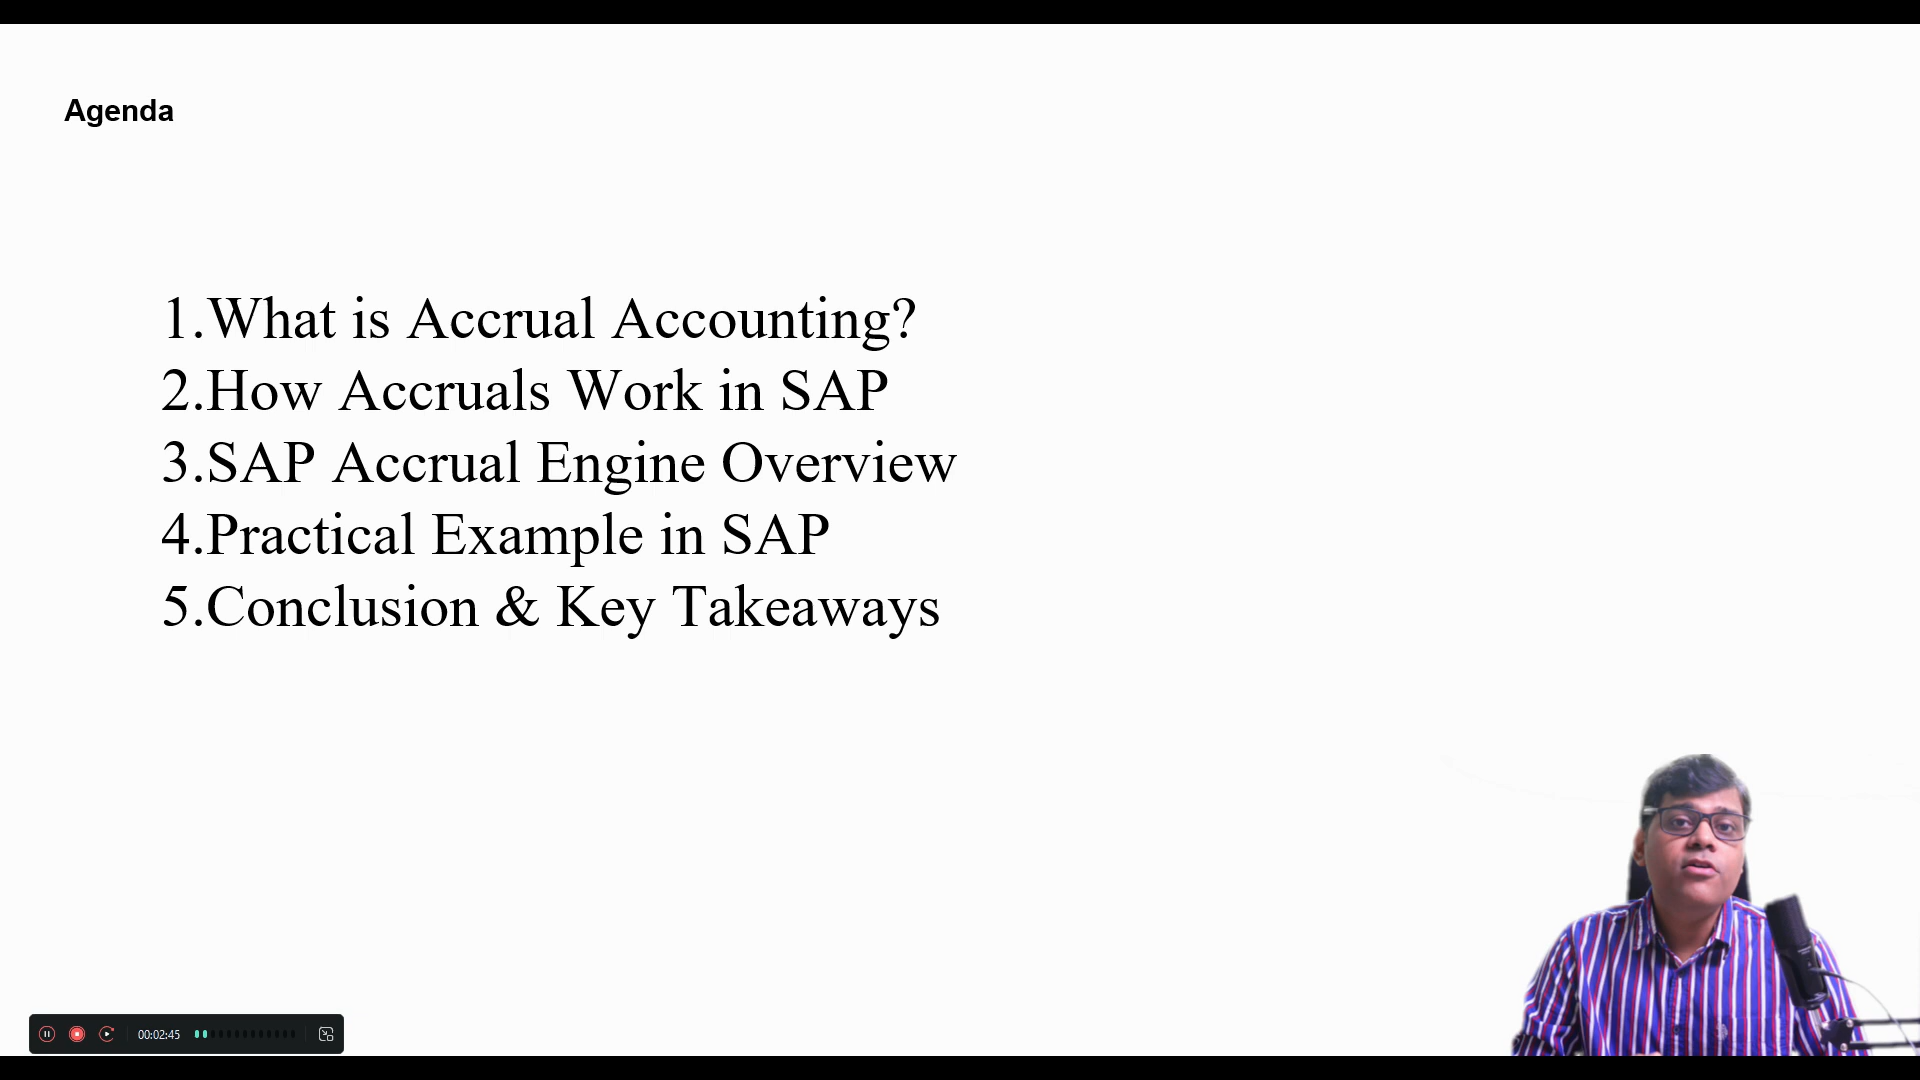 Agenda
1.What is Accrual Accounting?
2.How Accruals Work in SAP
3.SAP Accrual Engine Overview
4.Practical Example in SAP
5.Conclusion & Key Takeaways
00:02:45